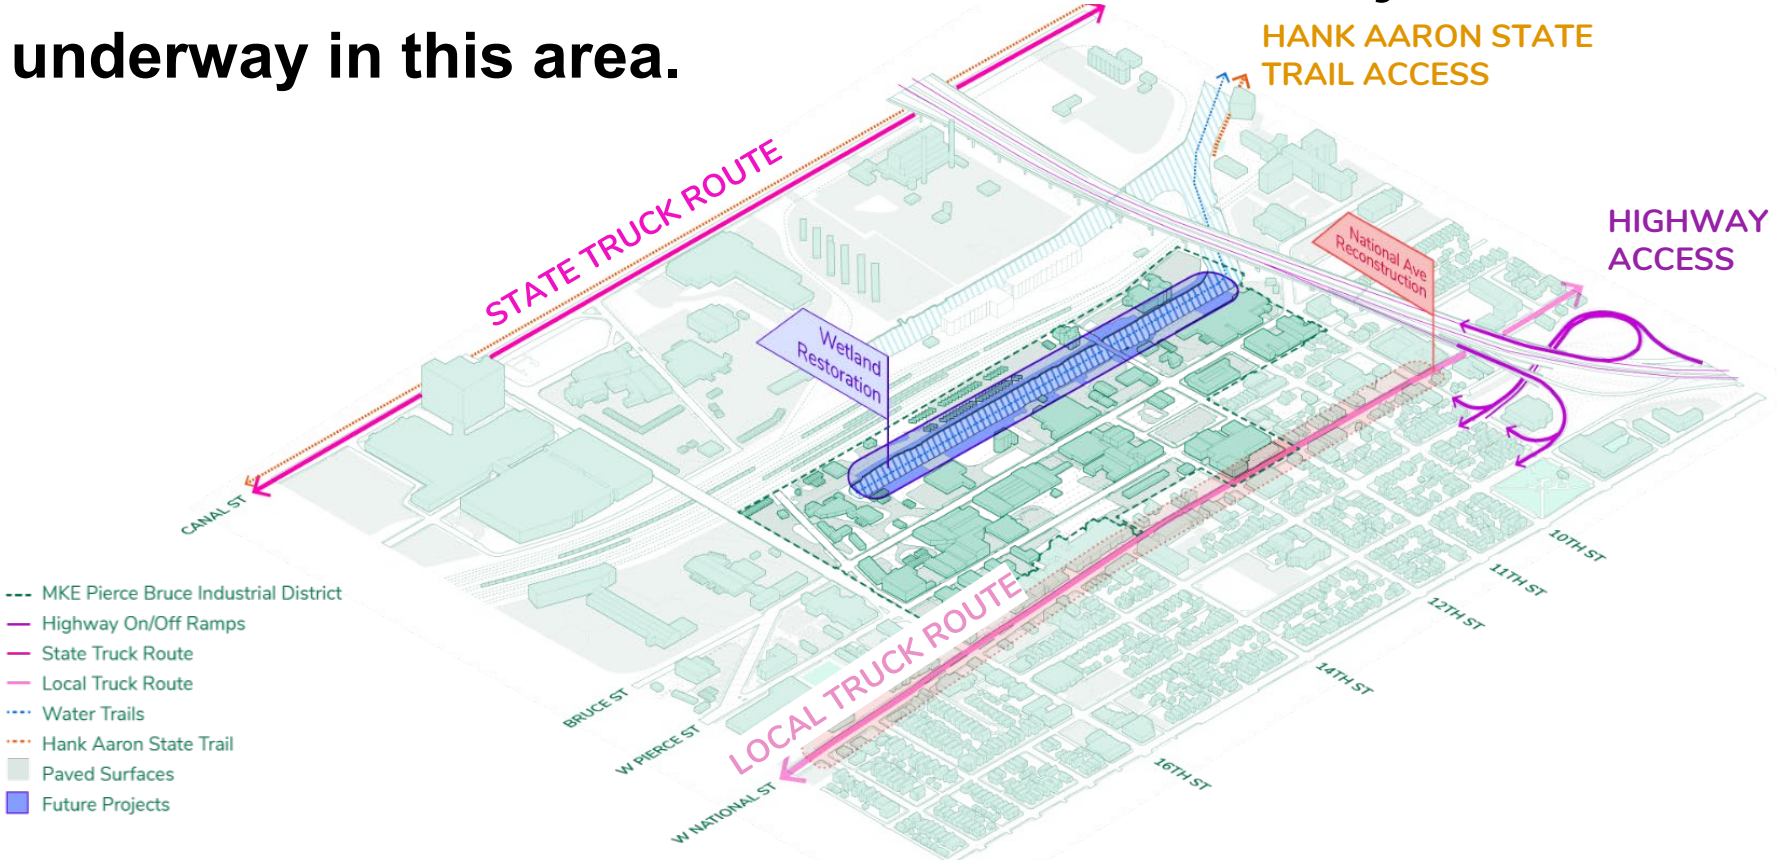 underway in this area.
HANK AARON STATE
TRAIL ACCESS
STATE TRUCK ROUTE
HIGHWAY
ACCESS
National Ave
Reconstruction
Wetland
Restoration
CANAL ST
LOCAL TRUCK ROUTE
BRUCE ST
W PIERCE ST
W NATIONAL ST
10TH ST
11TH ST
12TH ST
14TH ST
16TH ST
MKE Pierce Bruce Industrial District
Highway On/Off Ramps
State Truck Route
Local Truck Route
Water Trails
Hank Aaron State Trail
Paved Surfaces
Future Projects